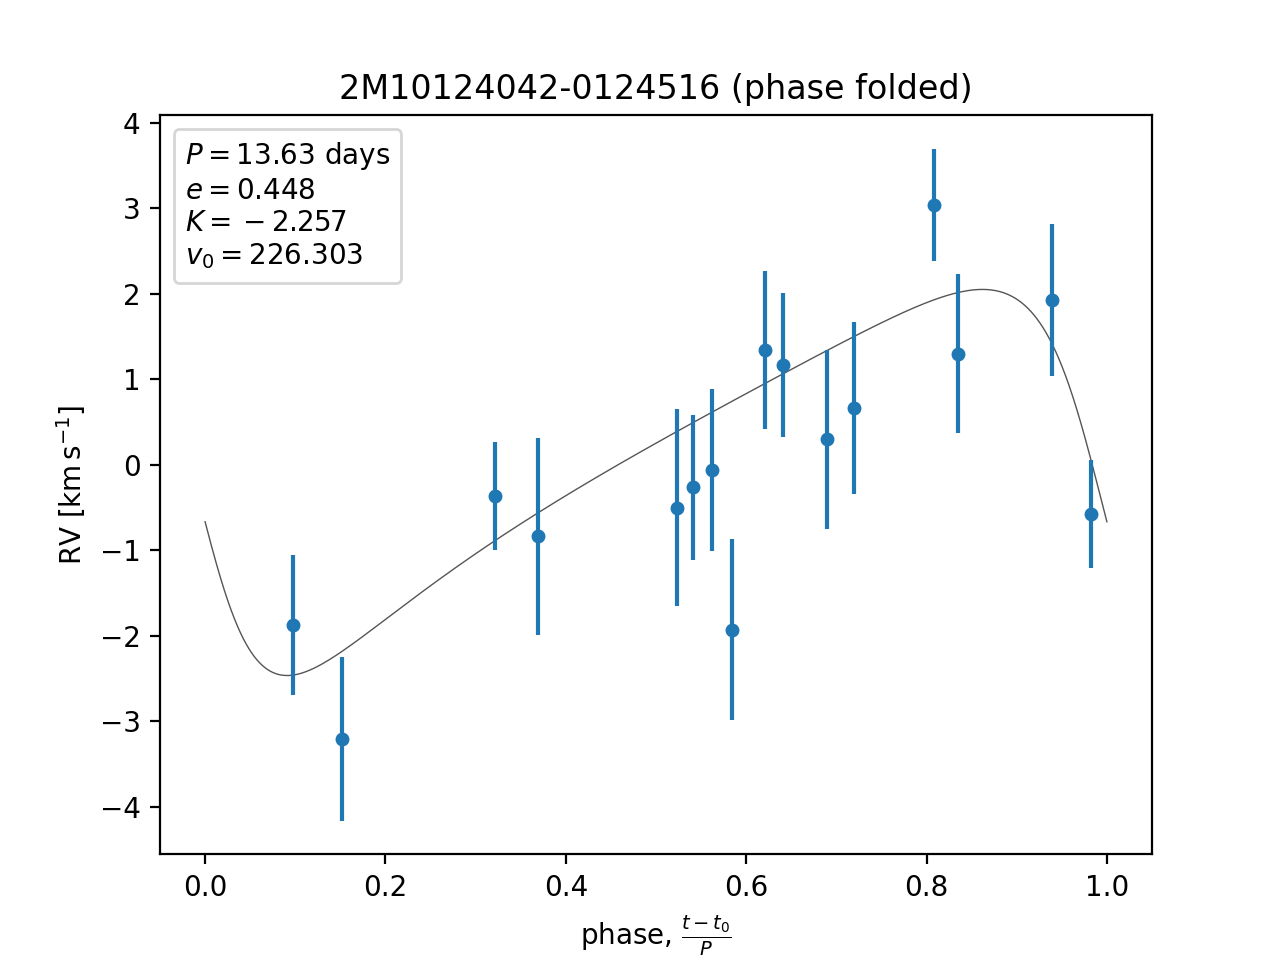 2M10124042-0124516 (phase folded)
P = 13.63 days
e = 0.448
K = −2.257
v₀ = 226.303
4
3
2
1
0
−1
−2
−3
−4
RV [km s⁻¹]
0.0 0.2 0.4 0.6 0.8 1.0
phase, (t − t₀)/P